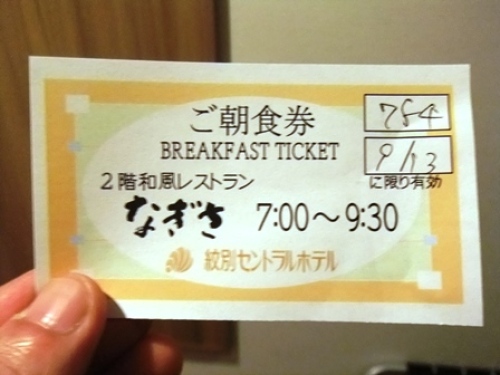 ご朝食券
784
BREAKFAST TICKET
9/13
2階和風レストラン
に限り有効
なぎさ 7:00～9:30
紋別セントラルホテル